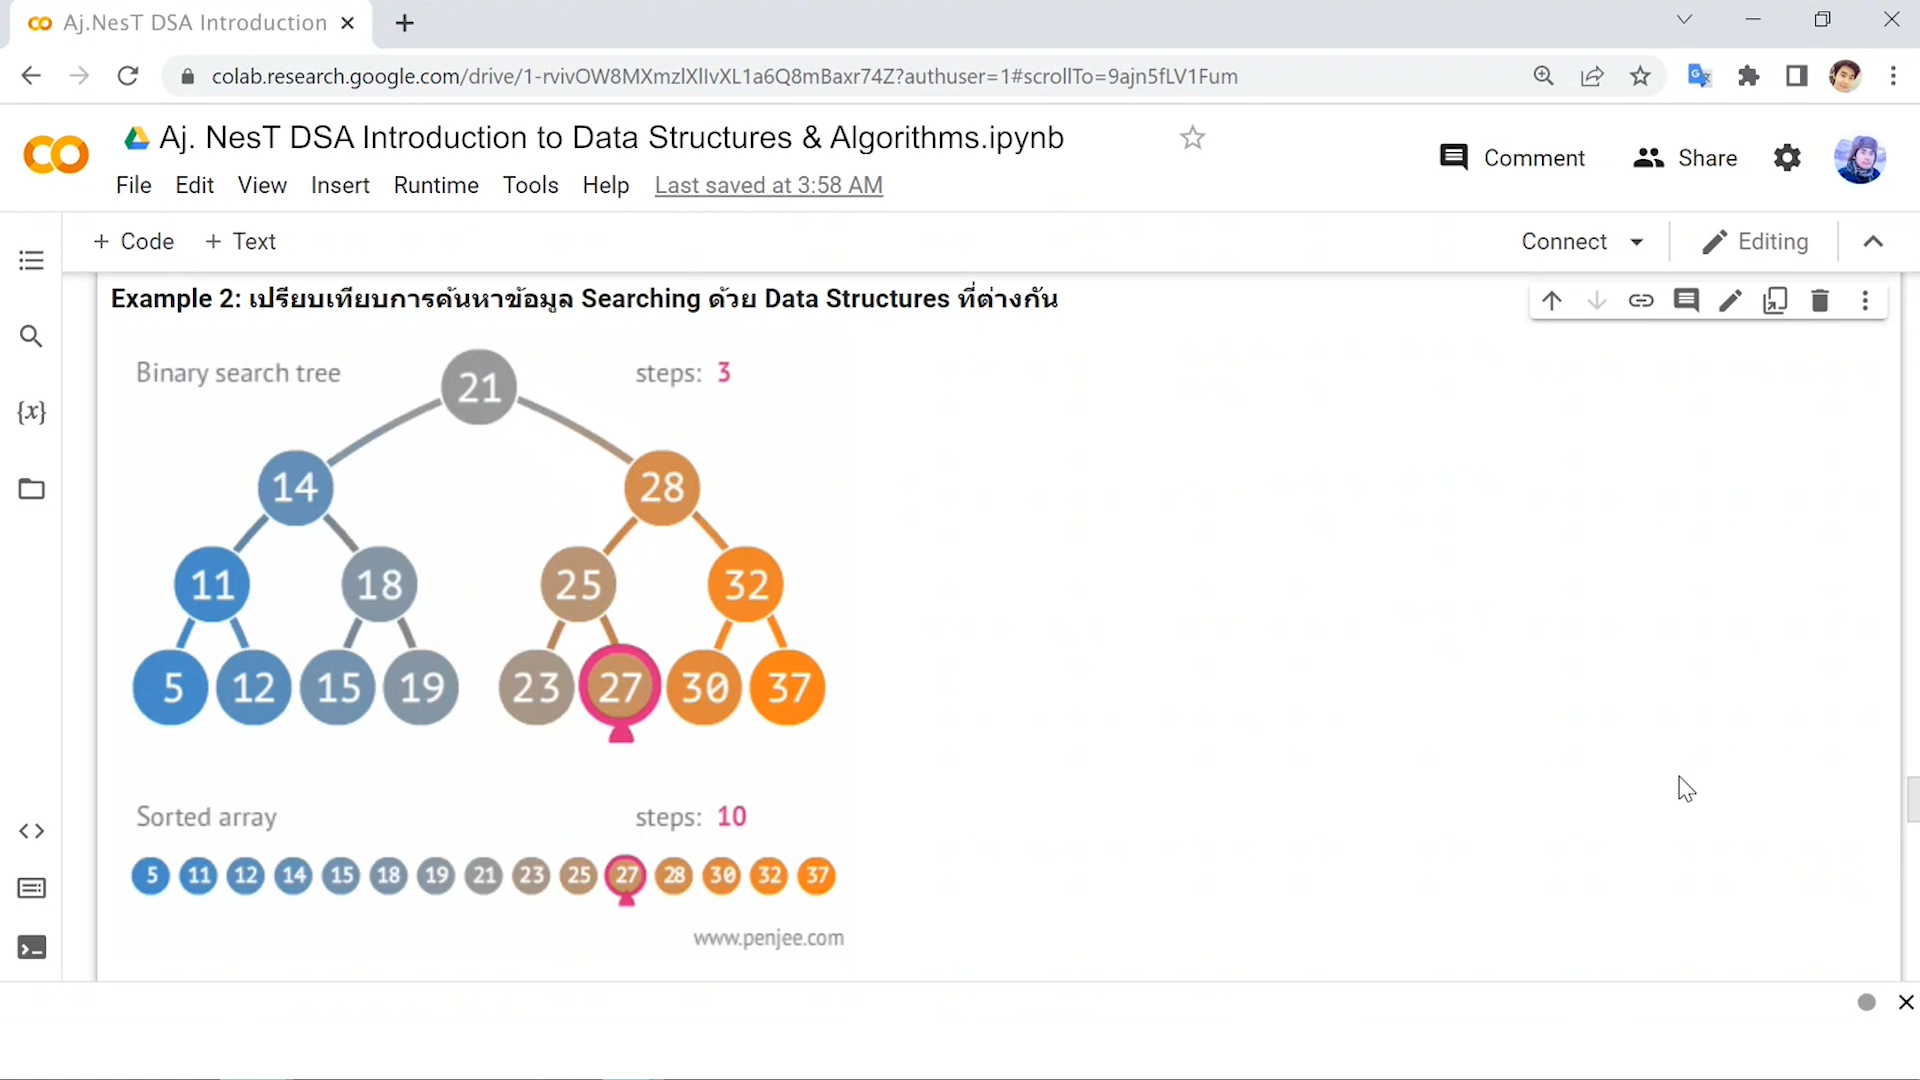 Aj.NesT DSA Introduction
colab.research.google.com/drive/1-rvivOW8MXmzlXlIvXL1a6Q8mBaxr74Z?authuser=1#scrollTo=9ajn5fLV1Fum
Aj. NesT DSA Introduction to Data Structures & Algorithms.ipynb
Comment Share
File Edit View Insert Runtime Tools Help Last saved at 3:58 AM
+ Code + Text Connect Editing
Example 2: เปรียบเทียบการค้นหาข้อมูล Searching ด้วย Data Structures ที่ต่างกัน
Binary search tree steps: 3
21
14 28
{x}
11 18 25 32
5 12 15 19 23 27 30 37
Sorted array steps: 10
5 11 12 14 15 18 19 21 23 25 27 28 30 32 37
www.penjee.com